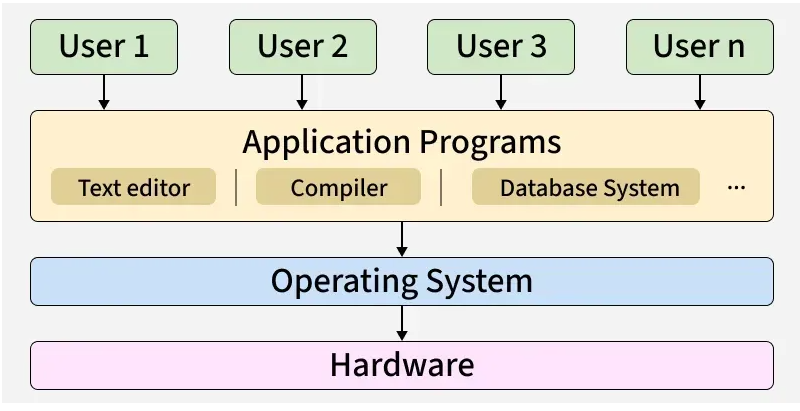 User 1 User 2 User 3 User n
Application Programs
Text editor Compiler Database System ...
Operating System
Hardware